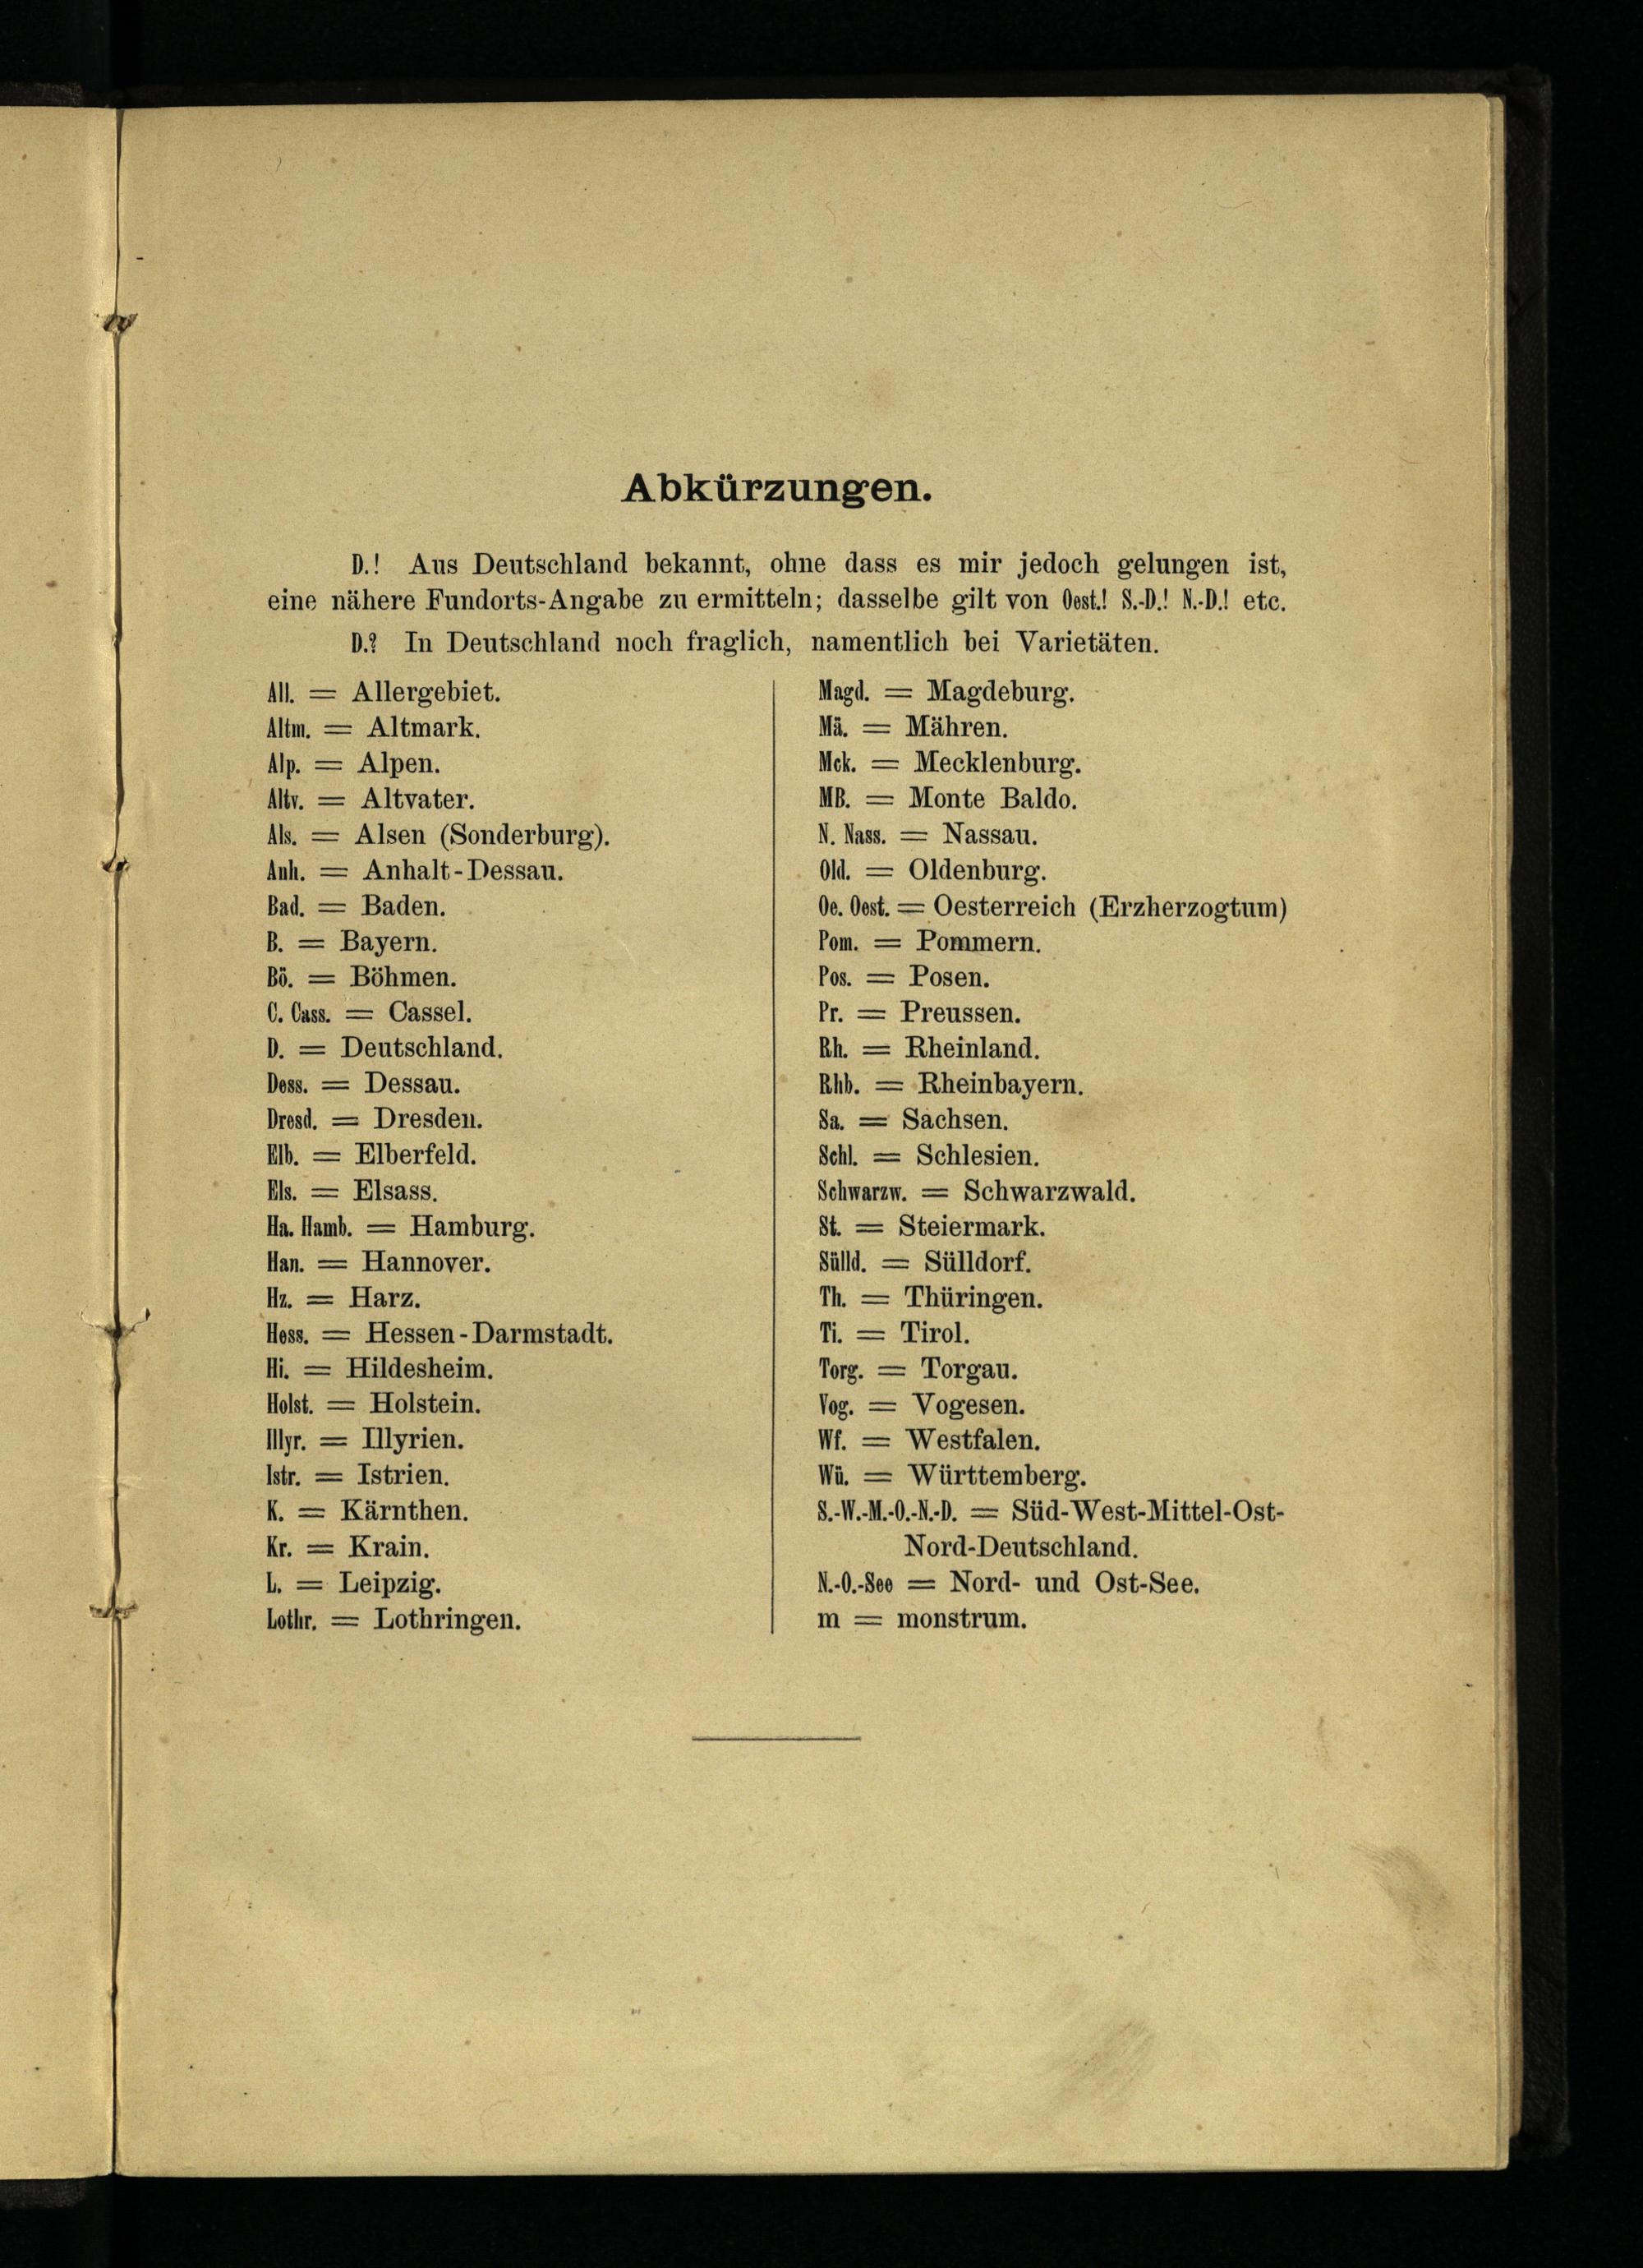 Abkürzungen.
D.! Aus Deutschland bekannt, ohne dass es mir jedoch gelungen ist,
eine nähere Fundorts-Angabe zu ermitteln; dasselbe gilt von Oest.! S.-D.! N.-D.! etc.
D.? In Deutschland noch fraglich, namentlich bei Varietäten.
All. = Allergebiet.
Altm. = Altmark.
Alp. = Alpen.
Altv. = Altvater.
Als. = Alsen (Sonderburg).
Anh. = Anhalt-Dessau.
Bad. = Baden.
B. = Bayern.
Bö. = Böhmen.
C. Cass. = Cassel.
D. = Deutschland.
Dess. = Dessau.
Dresd. = Dresden.
Elb. = Elberfeld.
Els. = Elsass.
Ha. Hamb. = Hamburg.
Han. = Hannover.
Hz. = Harz.
Hess. = Hessen-Darmstadt.
Hi. = Hildesheim.
Holst. = Holstein.
Illyr. = Illyrien.
Istr. = Istrien.
K. = Kärnthen.
Kr. = Krain.
L. = Leipzig.
Lothr. = Lothringen.
Magd. = Magdeburg.
Mä. = Mähren.
Mck. = Mecklenburg.
MB. = Monte Baldo.
N. Nass. = Nassau.
Old. = Oldenburg.
Oe. Oest. = Oesterreich (Erzherzogtum)
Pom. = Pommern.
Pos. = Posen.
Pr. = Preussen.
Rh. = Rheinland.
Rhb. = Rheinbayern.
Sa. = Sachsen.
Schl. = Schlesien.
Schwarzw. = Schwarzwald.
St. = Steiermark.
Sülld. = Sülldorf.
Th. = Thüringen.
Ti. = Tirol.
Torg. = Torgau.
Vog. = Vogesen.
Wf. = Westfalen.
Wü. = Württemberg.
S.-W.-M.-O.-N.-D. = Süd-West-Mittel-Ost-
Nord-Deutschland.
N.-O.-See = Nord- und Ost-See.
m = monstrum.